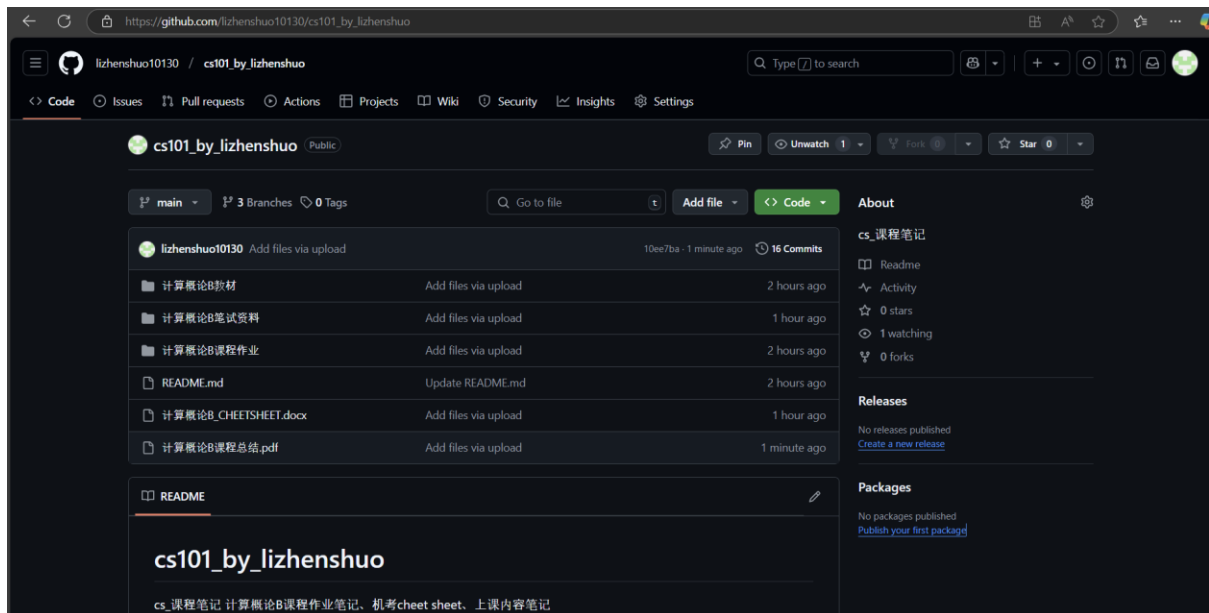 https://github.com/lizhenshuo10130/cs101_by_lizhenshuo
lizhenshuo10130 / cs101_by_lizhenshuo
Type / to search
Code Issues Pull requests Actions Projects Wiki Security Insights Settings
cs101_by_lizhenshuo Public
Pin Unwatch 1 Fork 0 Star 0
main 3 Branches 0 Tags Go to file t Add file Code
About
cs_课程笔记
lizhenshuo10130 Add files via upload 10ee7ba · 1 minute ago 16 Commits
Readme
计算概论B教材 Add files via upload 2 hours ago
Activity
0 stars
计算概论B笔试资料 Add files via upload 1 hour ago
1 watching
计算概论B课程作业 Add files via upload 2 hours ago
0 forks
README.md Update README.md 2 hours ago
Releases
计算概论B_CHEETSHEET.docx Add files via upload 1 hour ago
No releases published
Create a new release
计算概论B课程总结.pdf Add files via upload 1 minute ago
Packages
README
No packages published
Publish your first package
cs101_by_lizhenshuo
cs_课程笔记 计算概论B课程作业笔记、机考cheet sheet、上课内容笔记